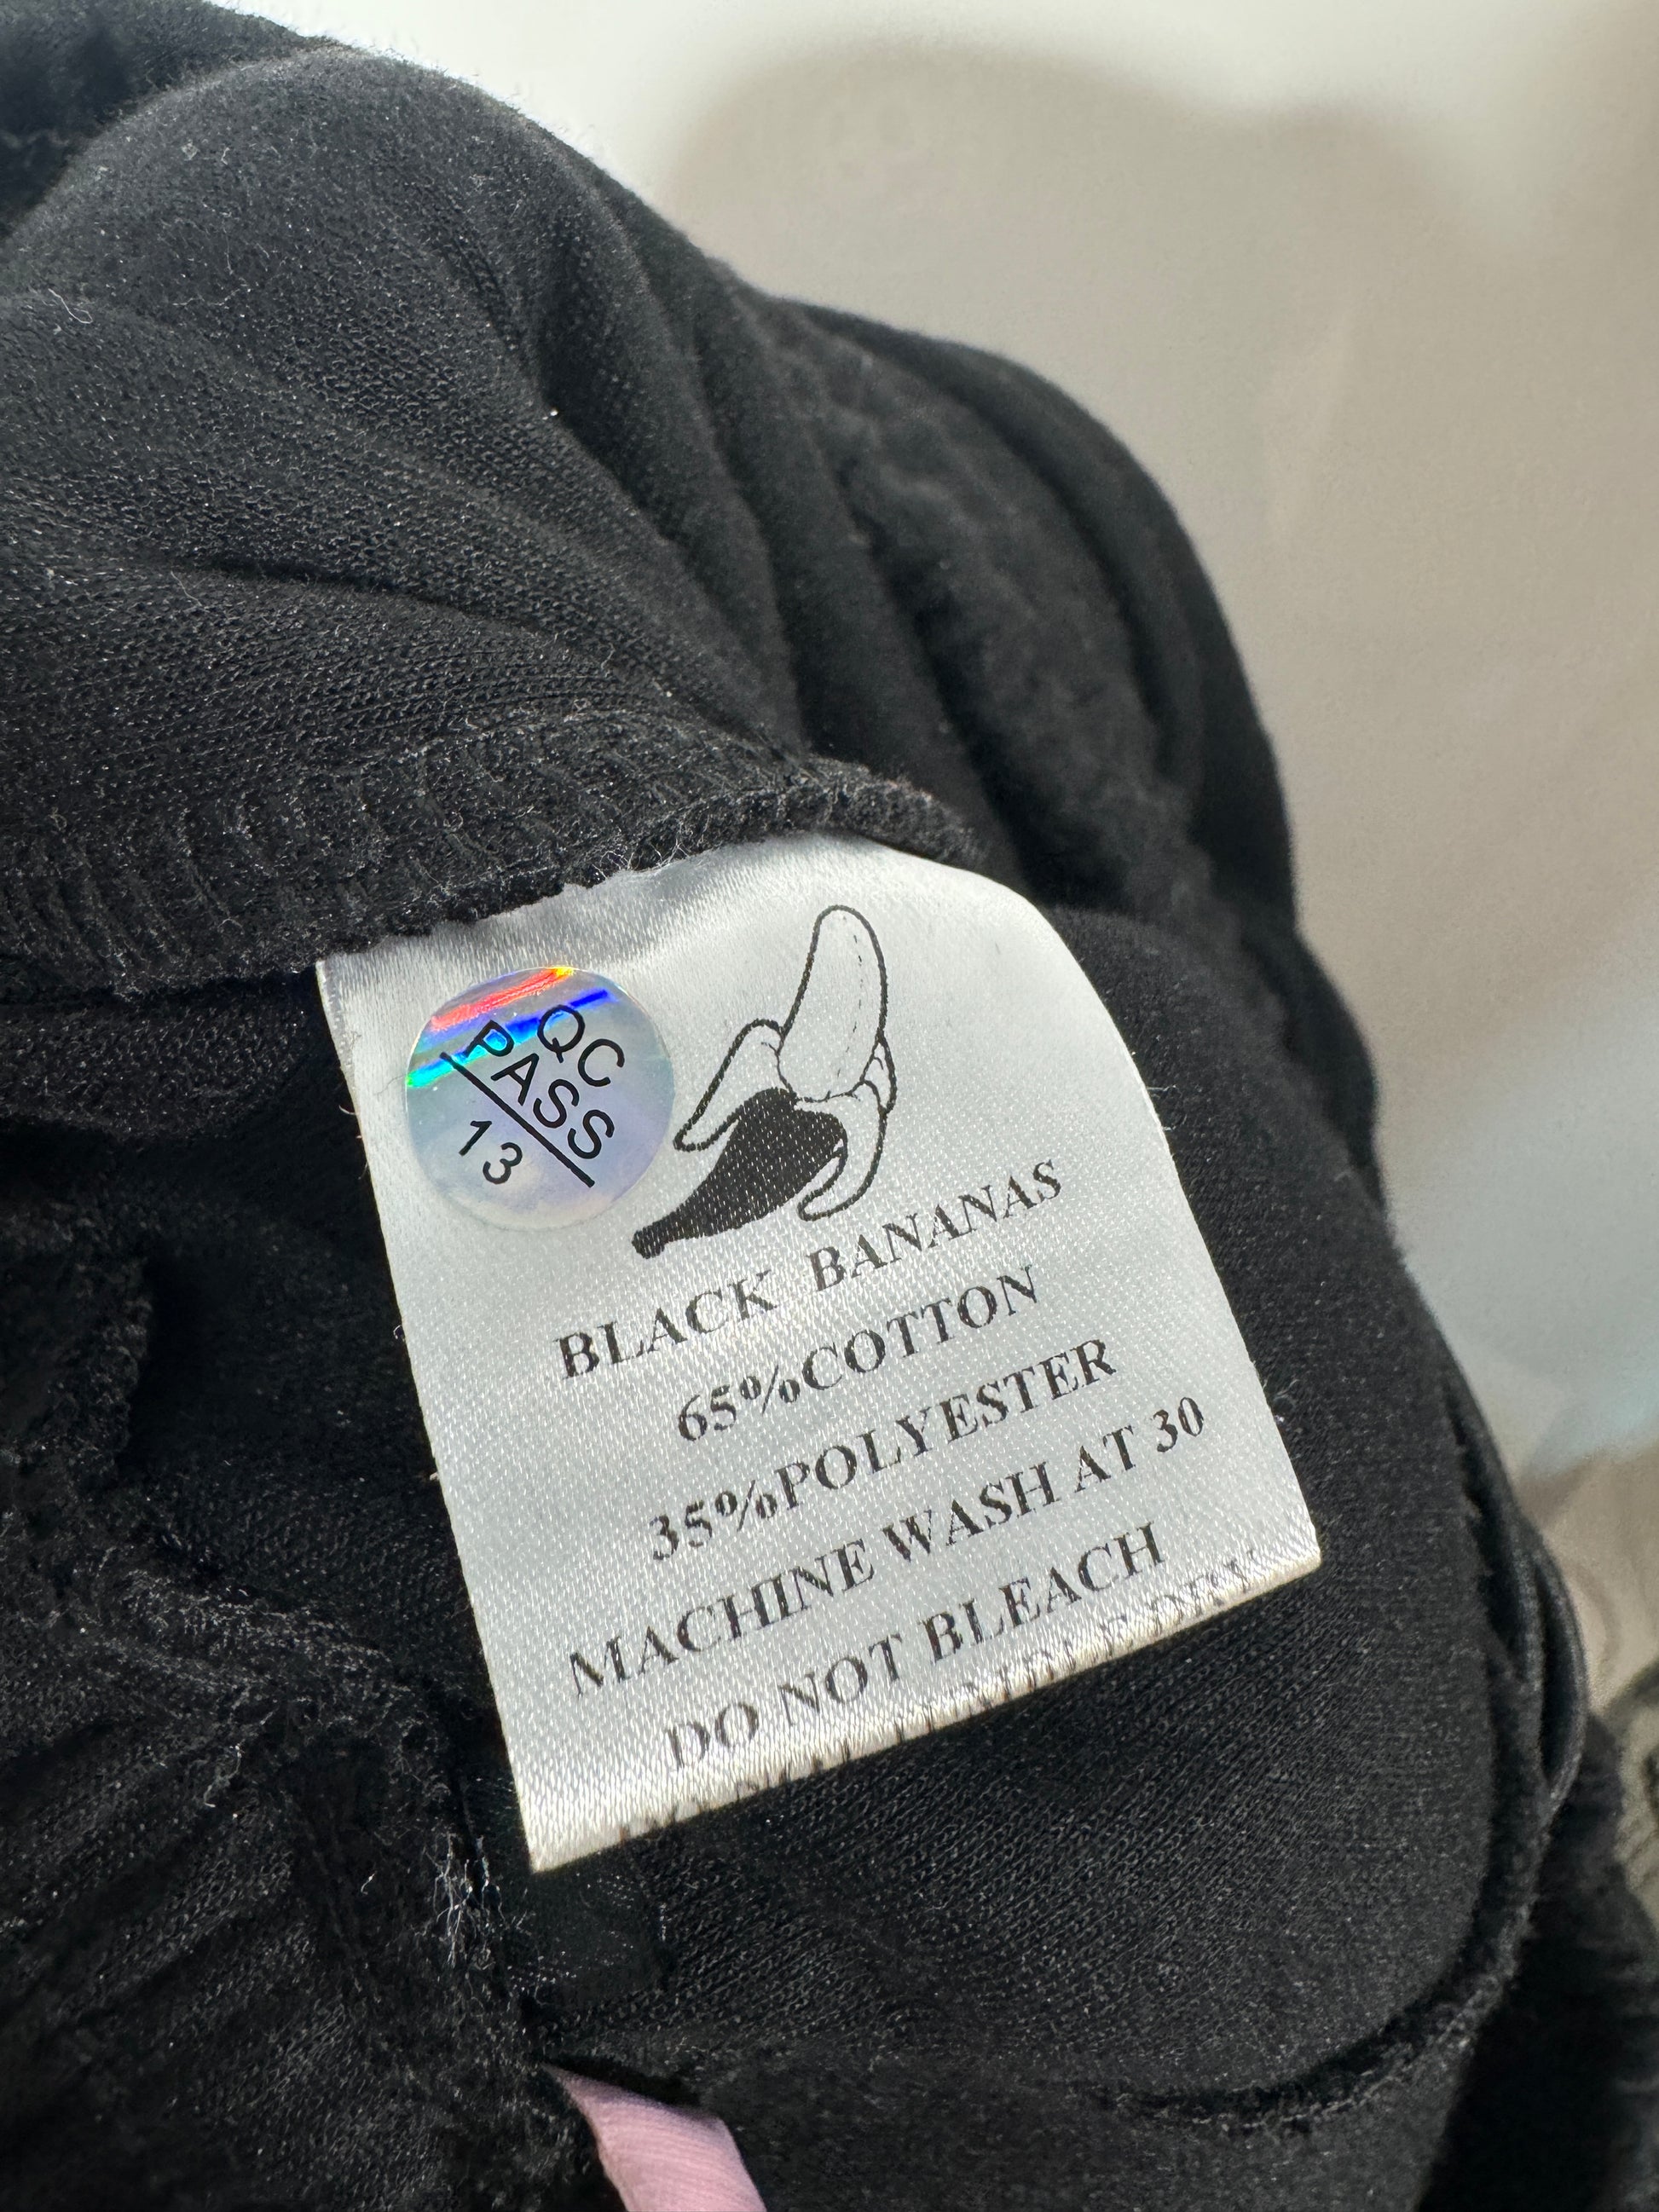 QC
PASS
13
BLACK BANANAS
65%COTTON
35%POLYESTER
MACHINE WASH AT 30
DO NOT BLEACH